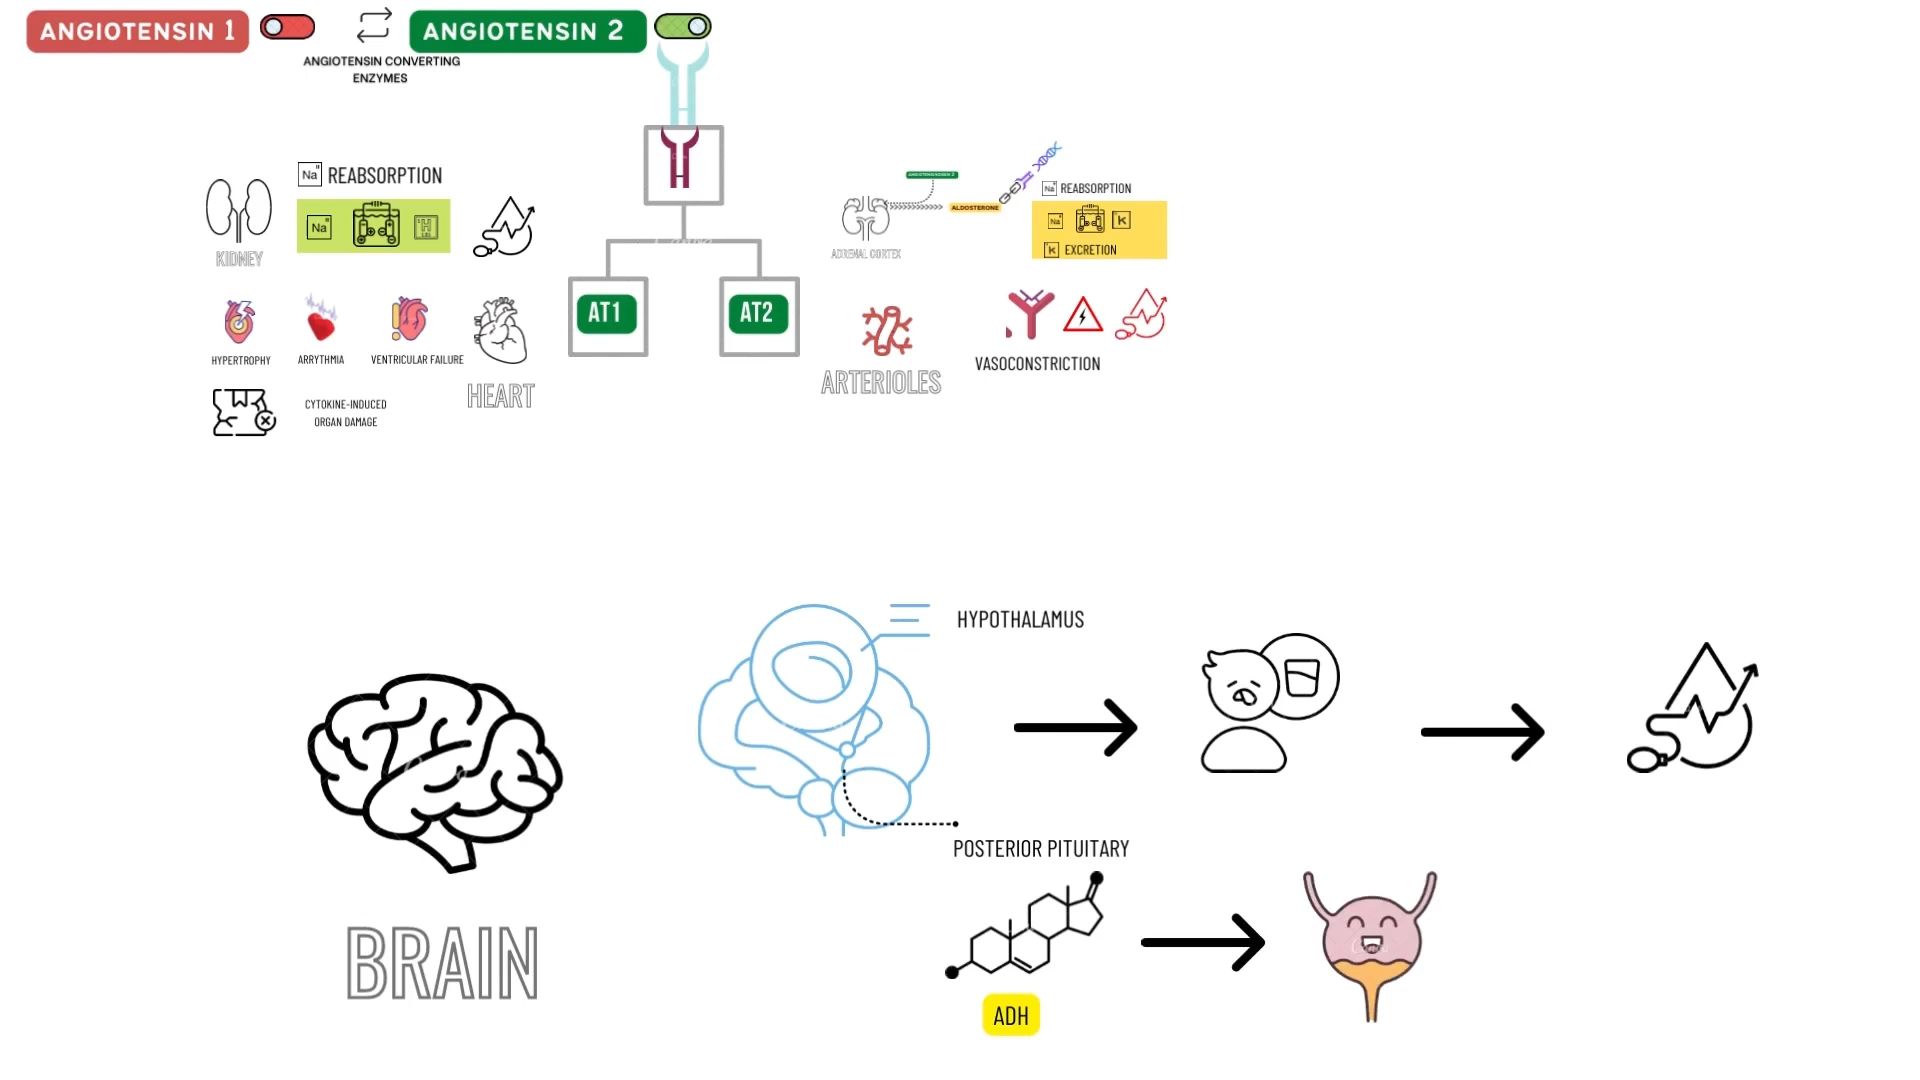 ANGIOTENSIN 1
ANGIOTENSIN 2
ANGIOTENSIN CONVERTING
ENZYMES
Na REABSORPTION
Na
H
KIDNEY
HYPERTROPHY
ARRYTHMIA
VENTRICULAR FAILURE
CYTOKINE-INDUCED
ORGAN DAMAGE
HEART
AT1
AT2
ADRENAL CORTEX
ALDOSTERONE
Na REABSORPTION
Na
K
K EXCRETION
ARTERIOLES
VASOCONSTRICTION
BRAIN
HYPOTHALAMUS
POSTERIOR PITUITARY
ADH